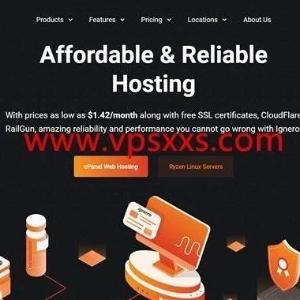 Products Features Pricing Locations About Us
Affordable & Reliable
Hosting
With prices as low as $1.42/month along with free SSL certificates, CloudFlare
RailGun, amazing reliability and performance you cannot go wrong with Ignero
www.vpsxxs.com
cPanel Web Hosting Ryzen Linux Servers